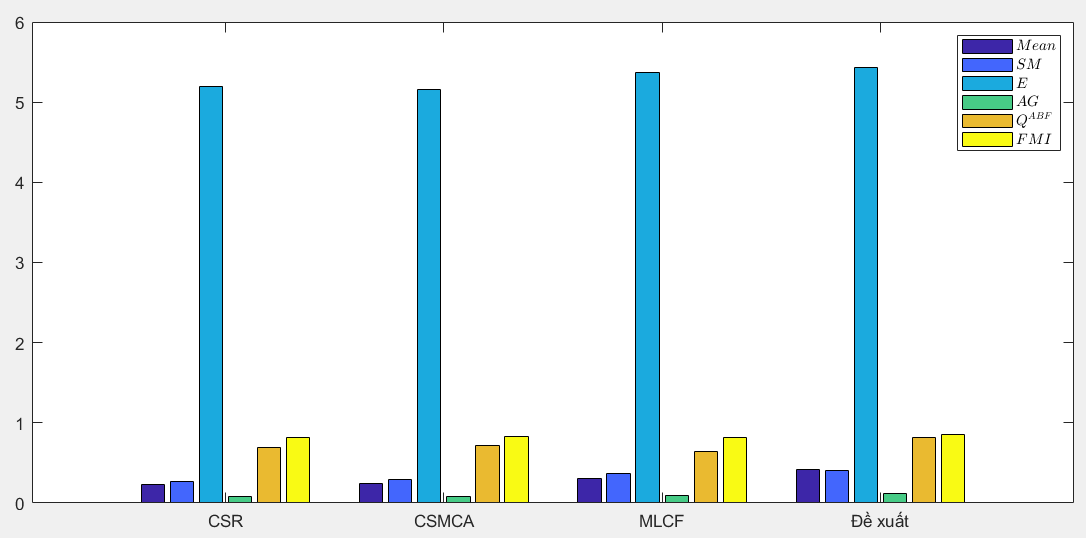 6
5
4
3
2
1
0
Mean
SM
E
AG
Q^{ABF}
FMI
CSR
CSMCA
MLCF
Đề xuất